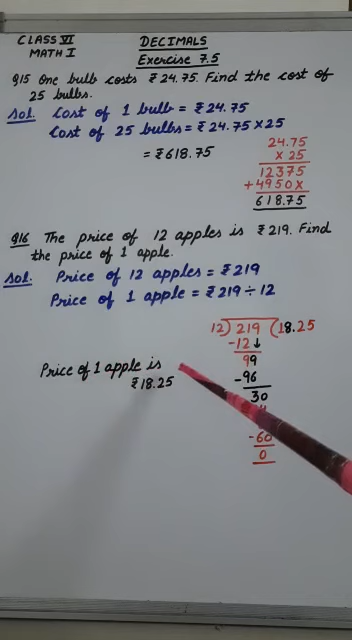 CLASS VI
MATH I
DECIMALS
Exercise 7.5
Q15 One bulb costs ₹24.75. Find the cost of
25 bulbs.
Sol. Cost of 1 bulb = ₹24.75
Cost of 25 bulbs = ₹24.75×25
= ₹618.75
24.75
×25
12375
+4950×
618.75
Q16 The price of 12 apples is ₹219. Find
the price of 1 apple.
Sol. Price of 12 apples = ₹219
Price of 1 apple = ₹219÷12
12)219(18.25
-12↓
99
-96
30
-60
0
Price of 1 apple is
₹18.25